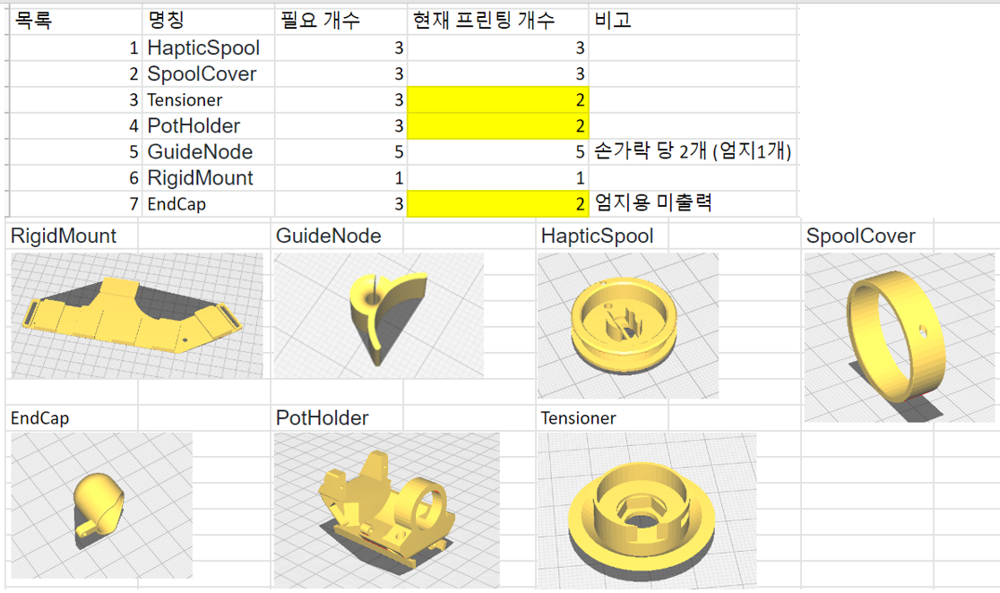 목록 명칭 필요 개수 현재 프린팅 개수 비고
1 HapticSpool 3 3
2 SpoolCover 3 3
3 Tensioner 3 2
4 PotHolder 3 2
5 GuideNode 5 5 손가락 당 2개 (엄지1개)
6 RigidMount 1 1
7 EndCap 3 2 엄지용 미출력
RigidMount GuideNode HapticSpool SpoolCover
EndCap PotHolder Tensioner